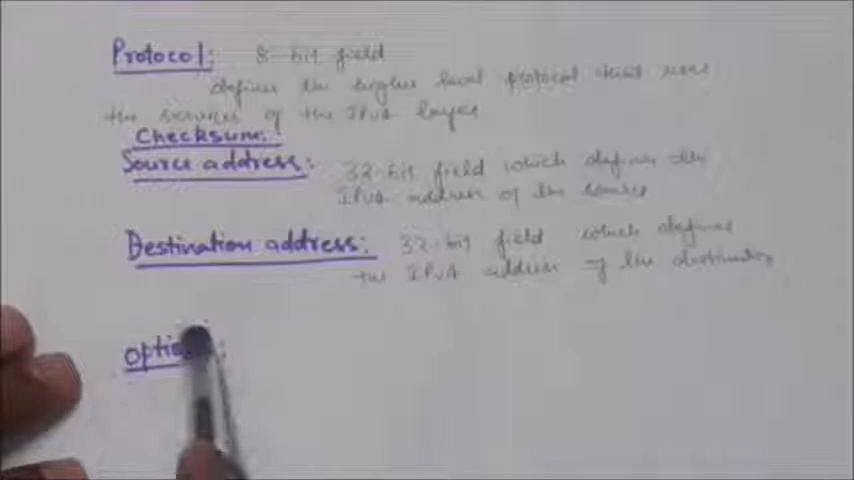 Protocol: 8-bit field
defines the higher level protocol that uses
the services of the IPv4 layer
Checksum:
Source address: 32-bit field which defines the
IPv4 address of the source
Destination address: 32-bit field which defines
the IPv4 address of the destination